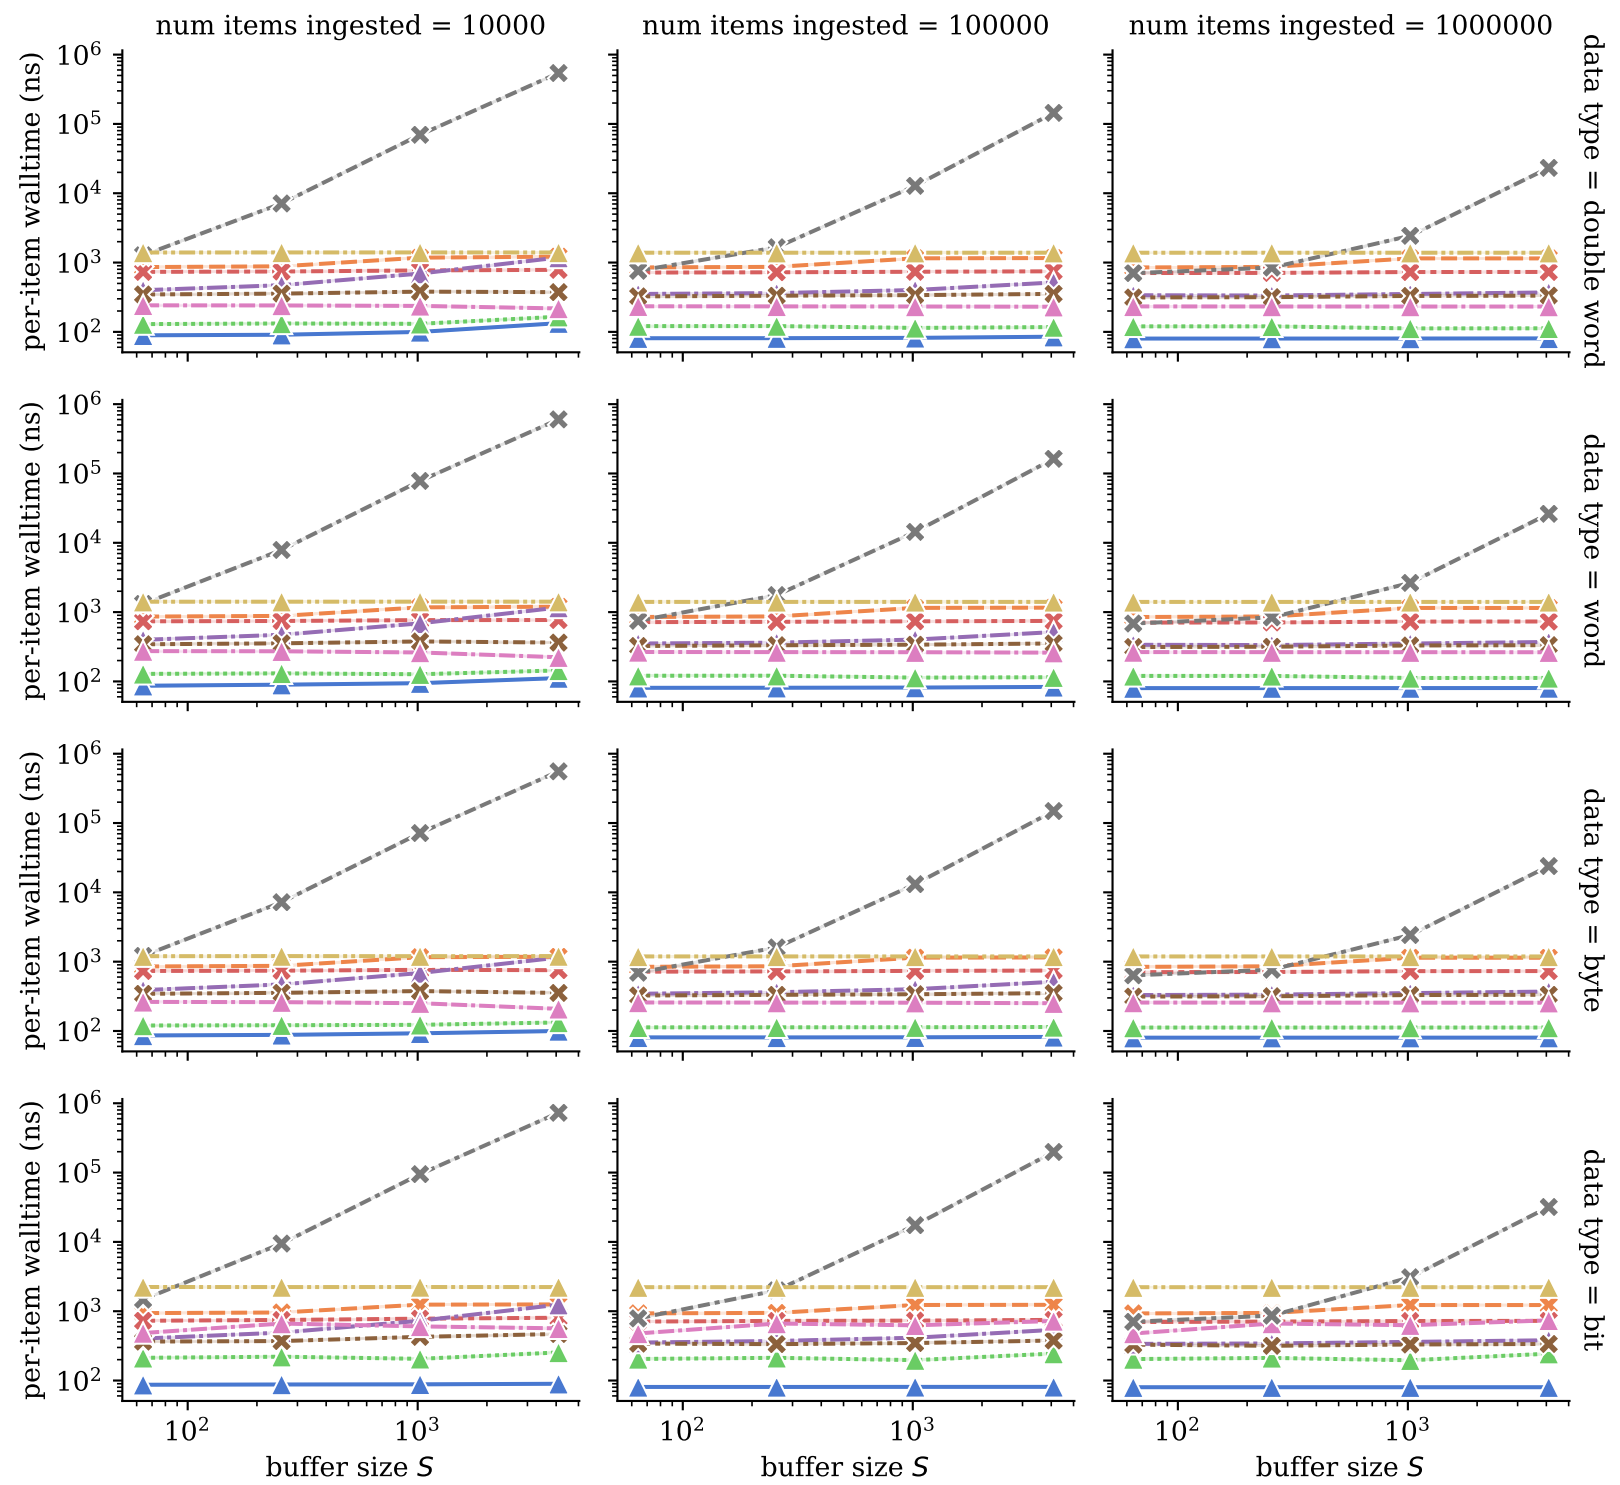 num items ingested = 10000
num items ingested = 100000
num items ingested = 1000000
per-item walltime (ns)
10⁶
10⁵
10⁴
10³
10²
data type = double word
per-item walltime (ns)
10⁶
10⁵
10⁴
10³
10²
data type = word
per-item walltime (ns)
10⁶
10⁵
10⁴
10³
10²
data type = byte
per-item walltime (ns)
10⁶
10⁵
10⁴
10³
10²
data type = bit
10² 10³
10² 10³
10² 10³
buffer size S
buffer size S
buffer size S